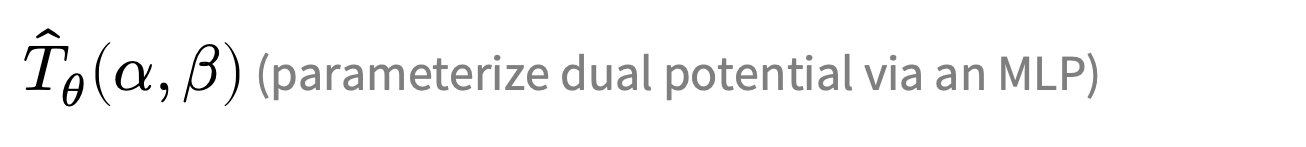 T̂_θ(α, β) (parameterize dual potential via an MLP)